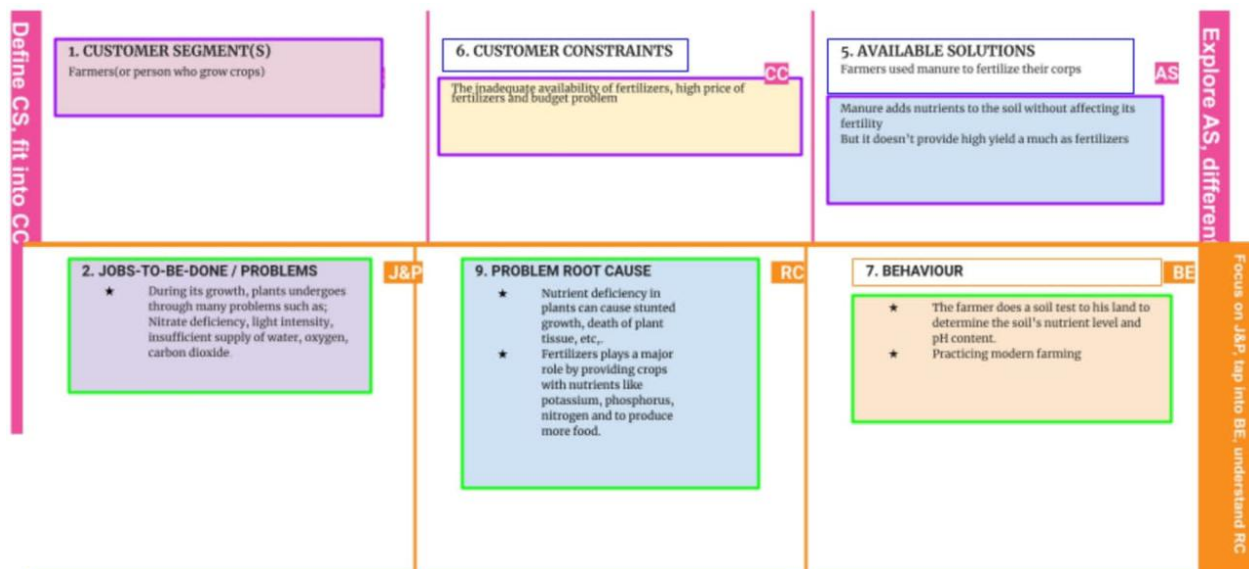 Define CS, fit into CC
1. CUSTOMER SEGMENT(S)
Farmers(or person who grow crops)
6. CUSTOMER CONSTRAINTS
CC
The inadequate availability of fertilizers, high price of
fertilizers and budget problem
5. AVAILABLE SOLUTIONS
Farmers used manure to fertilize their corps
AS
Manure adds nutrients to the soil without affecting its
fertility
But it doesn't provide high yield a much as fertilizers
Explore AS, different
2. JOBS-TO-BE-DONE / PROBLEMS
J&P
★ During its growth, plants undergoes
through many problems such as;
Nitrate deficiency, light intensity,
insufficient supply of water, oxygen,
carbon dioxide.
9. PROBLEM ROOT CAUSE
RC
★ Nutrient deficiency in
plants can cause stunted
growth, death of plant
tissue, etc,.
★ Fertilizers plays a major
role by providing crops
with nutrients like
potassium, phosphorus,
nitrogen and to produce
more food.
7. BEHAVIOUR
BE
★ The farmer does a soil test to his land to
determine the soil's nutrient level and
pH content.
★ Practicing modern farming
Focus on J&P, tap into BE, understand RC